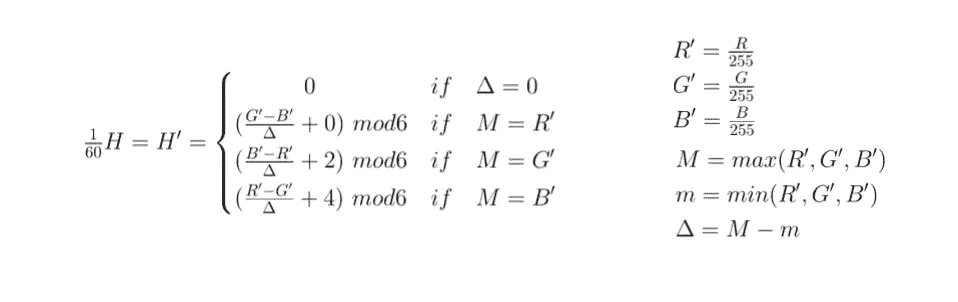 1/60 H = H′ = {
0 if Δ = 0
(G′−B′/Δ + 0) mod6 if M = R′
(B′−R′/Δ + 2) mod6 if M = G′
(R′−G′/Δ + 4) mod6 if M = B′
R′ = R/255
G′ = G/255
B′ = B/255
M = max(R′, G′, B′)
m = min(R′, G′, B′)
Δ = M − m